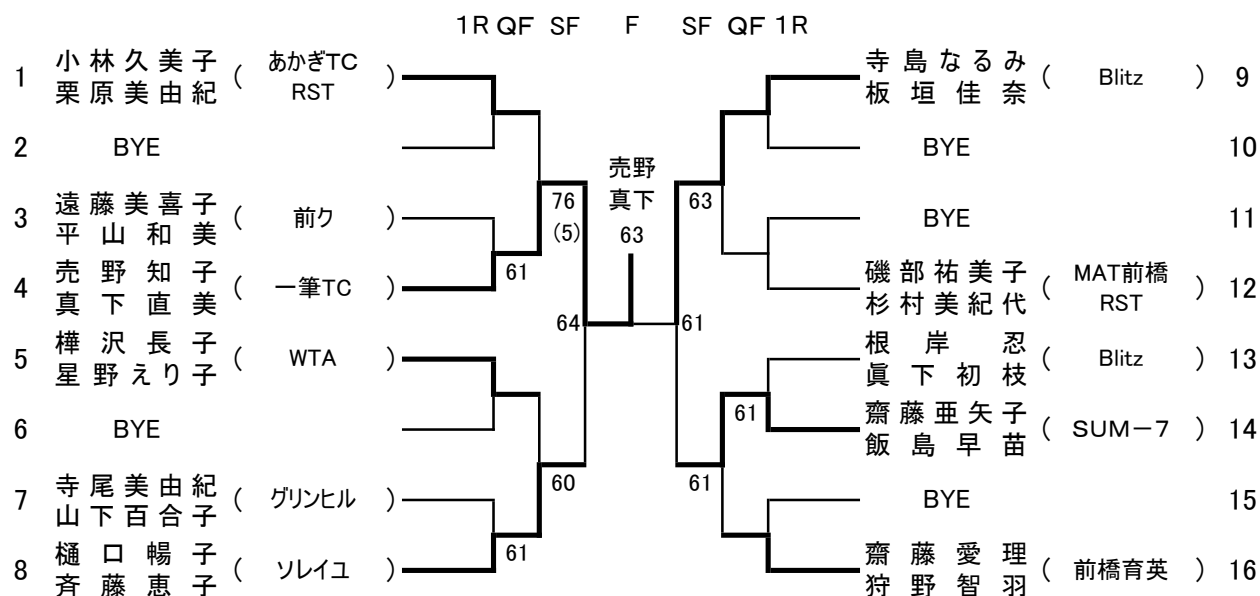 1R QF SF F SF QF 1R
1 小林久美子 ( あかぎTC )
栗原美由紀 RST
2 BYE
3 遠藤美喜子 ( 前ク )
平山和美
4 売野知子 ( 一筆TC )
真下直美
5 樺沢長子 ( WTA )
星野えり子
6 BYE
7 寺尾美由紀 ( グリンヒル )
山下百合子
8 樋口暢子 ( ソレイユ )
斉藤恵子
61
61
76
(5)
60
64
売野
真下
63
61
63
61
61
寺島なるみ ( Blitz ) 9
板垣佳奈
BYE 10
BYE 11
磯部祐美子 ( MAT前橋 ) 12
杉村美紀代 RST
根岸忍 ( Blitz ) 13
眞下初枝
齋藤亜矢子 ( SUM－7 ) 14
飯島早苗
BYE 15
齋藤愛理 ( 前橋育英 ) 16
狩野智羽